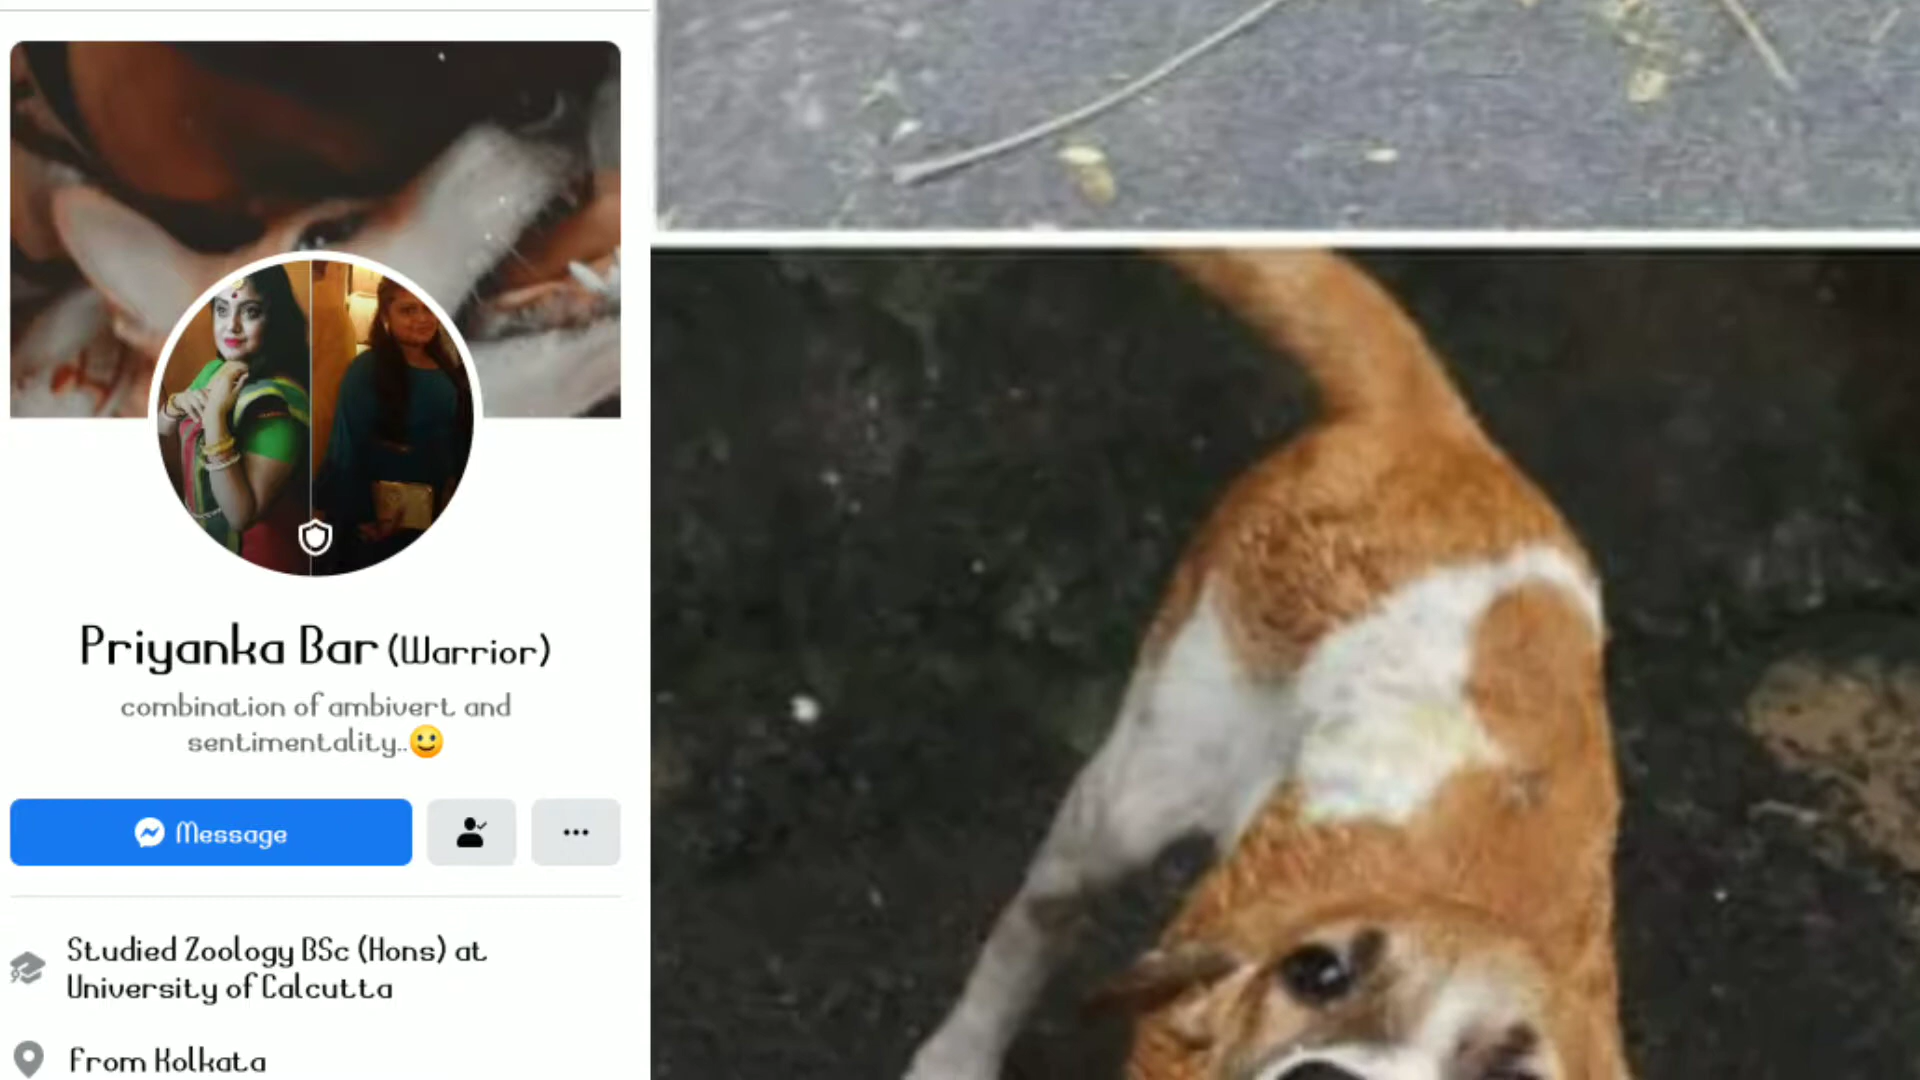 Priyanka Bar (Warrior)
combination of ambivert and
sentimentality..🙂
Message
Studied Zoology BSc (Hons) at
University of Calcutta
From Kolkata